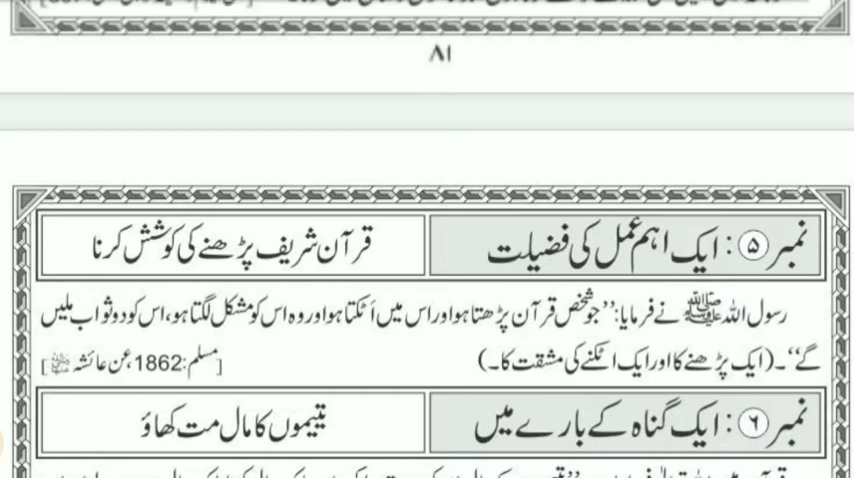 ۸۱
نمبر ۵ : ایک اہم عمل کی فضیلت
قرآن شریف پڑھنے کی کوشش کرنا
رسول اللہ ﷺ نے فرمایا: ’’جو شخص قرآن پڑھتا ہو اور اس میں اَٹکتا ہو اور وہ اس کو مشکل لگتا ہو، اس کو دو ثواب ملیں
گے‘‘۔ (ایک پڑھنے کا اور ایک اٹکنے کی مشقت کا۔) [مسلم: 1862، عن عائشہ]
نمبر ۶ : ایک گناہ کے بارے میں
یتیموں کا مال مت کھاؤ